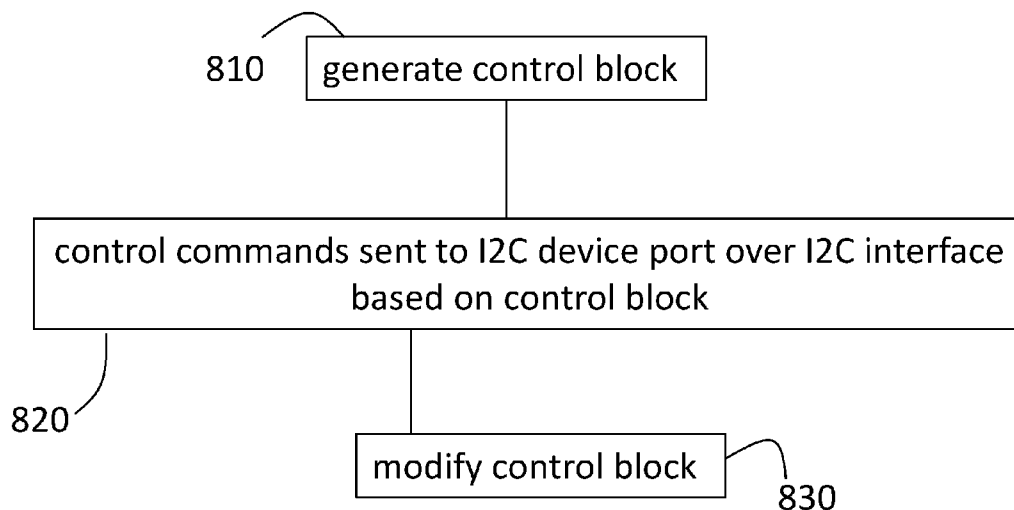 810
generate control block
control commands sent to I2C device port over I2C interface
based on control block
820
modify control block
830